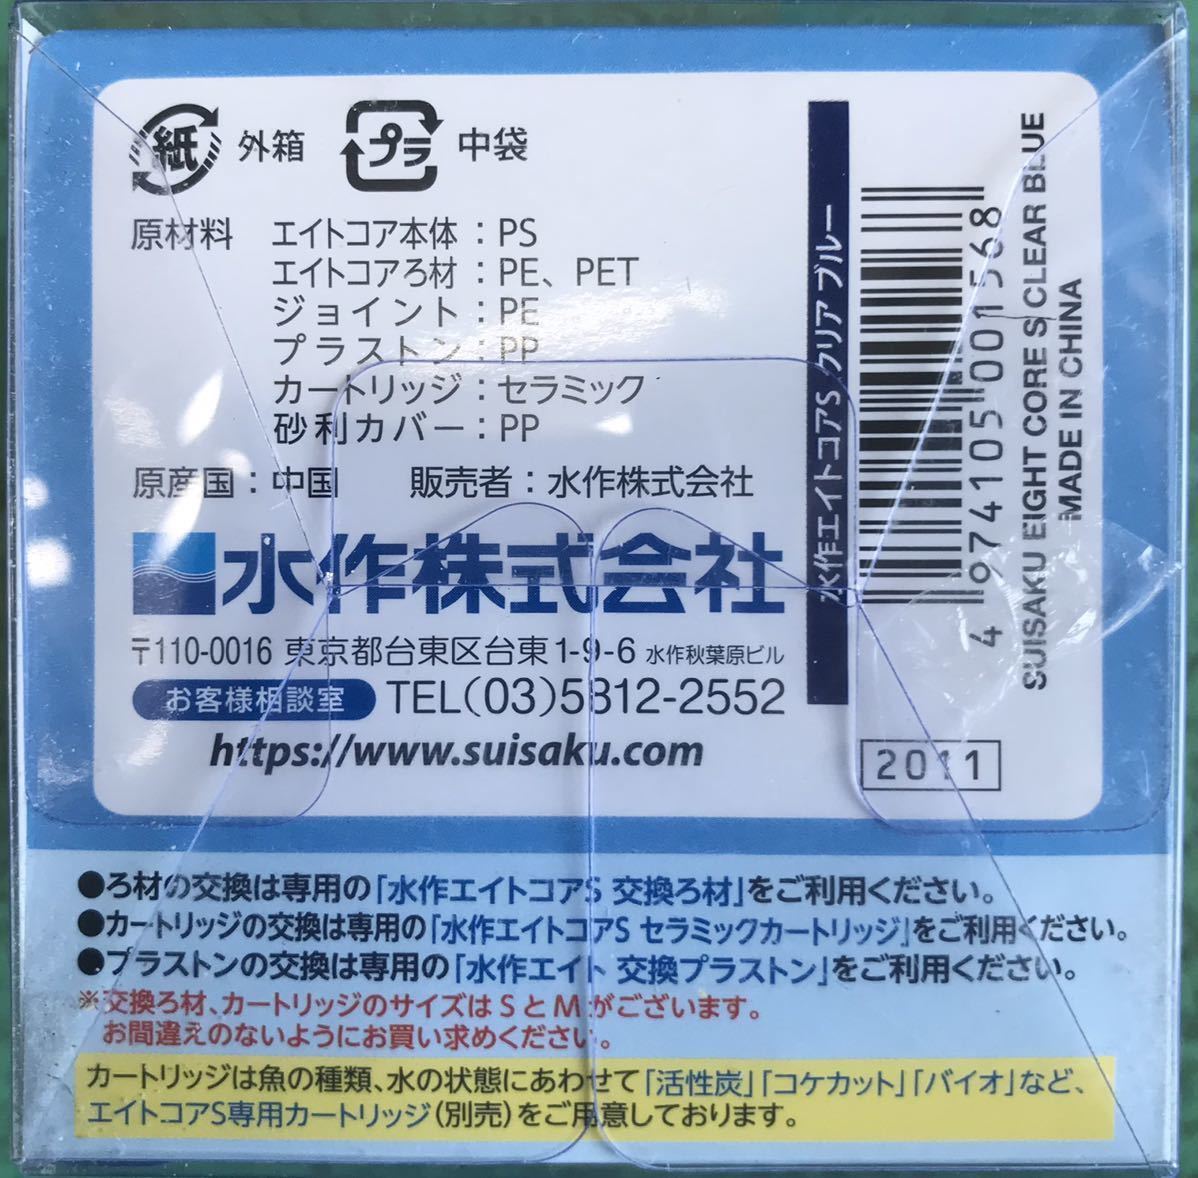 紙 外箱 プラ 中袋
原材料 エイトコア本体：PS
エイトコアろ材：PE、PET
ジョイント：PE
プラストン：PP
カートリッジ：セラミック
砂利カバー：PP
原産国：中国 販売者：水作株式会社
水作株式会社
〒110-0016 東京都台東区台東1-9-6 水作秋葉原ビル
お客様相談室 TEL(03)5812-2552
https://www.suisaku.com
水作エイトコアS クリア ブルー
4 974105 001568
SUISAKU EIGHT CORE S CLEAR BLUE
MADE IN CHINA
2011
●ろ材の交換は専用の「水作エイトコアS 交換ろ材」をご利用ください。
●カートリッジの交換は専用の「水作エイトコアS セラミックカートリッジ」をご利用ください。
●プラストンの交換は専用の「水作エイト 交換プラストン」をご利用ください。
※交換ろ材、カートリッジのサイズはSとMがございます。
お間違えのないようにお買い求めください。
カートリッジは魚の種類、水の状態にあわせて「活性炭」「コケカット」「バイオ」など、
エイトコアS専用カートリッジ(別売)をご用意しております。